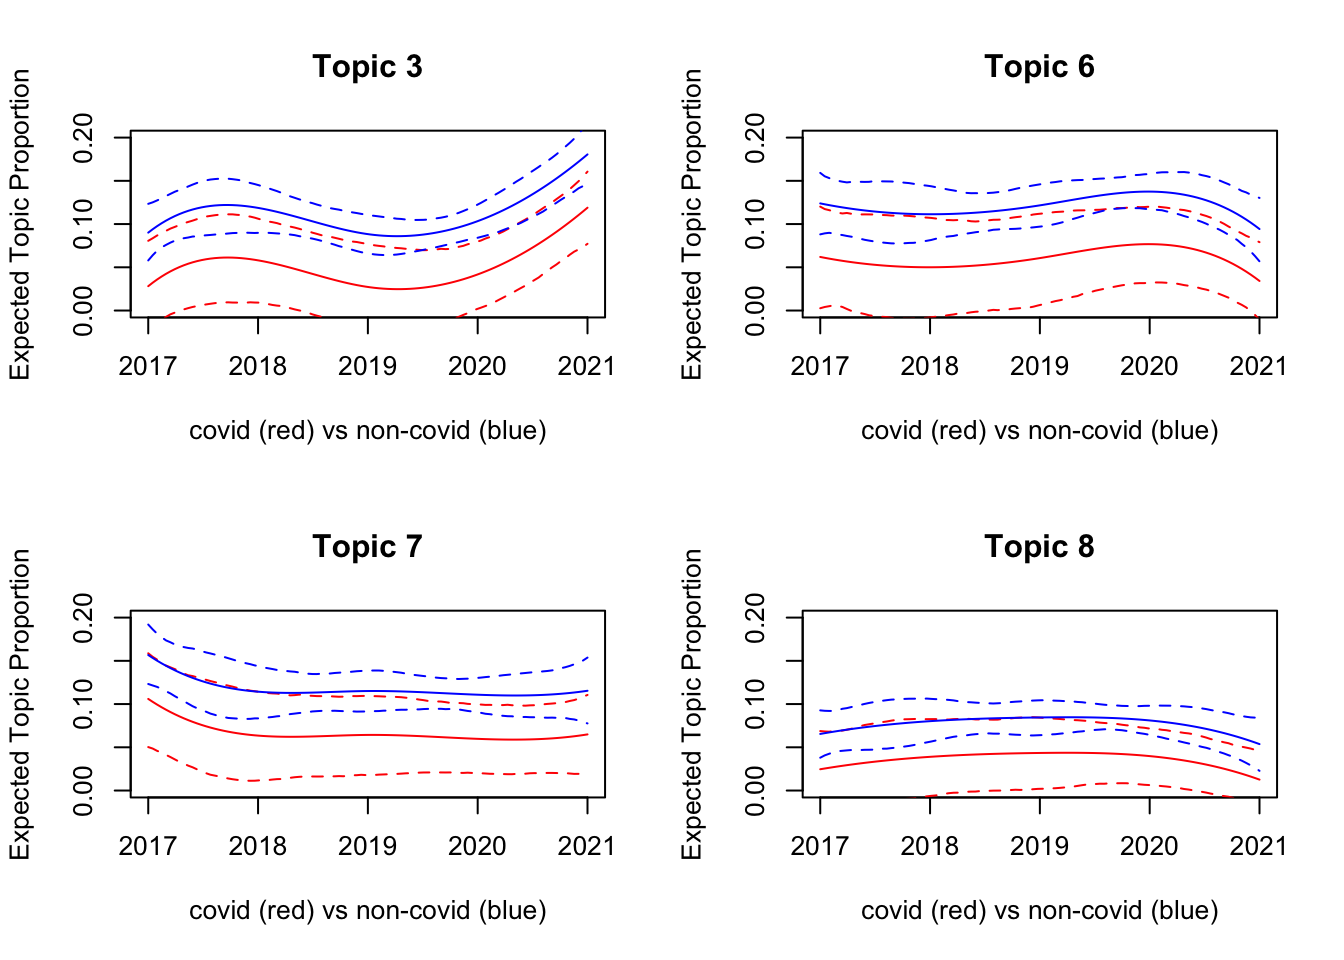 Topic 3
Expected Topic Proportion
0.20
0.10
0.00
2017 2018 2019 2020 2021
covid (red) vs non-covid (blue)
Topic 6
Expected Topic Proportion
0.20
0.10
0.00
2017 2018 2019 2020 2021
covid (red) vs non-covid (blue)
Topic 7
Expected Topic Proportion
0.20
0.10
0.00
2017 2018 2019 2020 2021
covid (red) vs non-covid (blue)
Topic 8
Expected Topic Proportion
0.20
0.10
0.00
2017 2018 2019 2020 2021
covid (red) vs non-covid (blue)